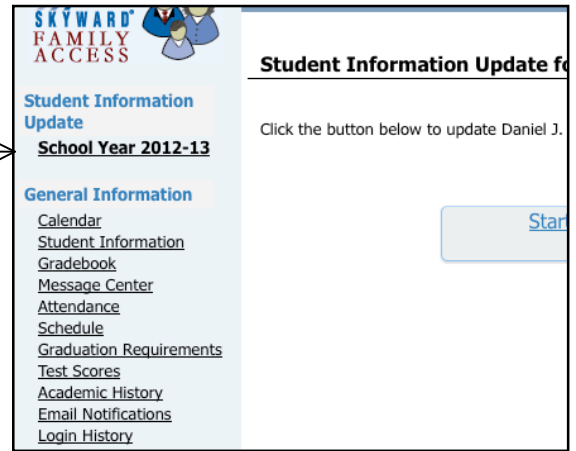 SKYWARD®
FAMILY
ACCESS
Student Information
Update
School Year 2012-13
General Information
Calendar
Student Information
Gradebook
Message Center
Attendance
Schedule
Graduation Requirements
Test Scores
Academic History
Email Notifications
Login History
Student Information Update
Click the button below to update Daniel J.
Start